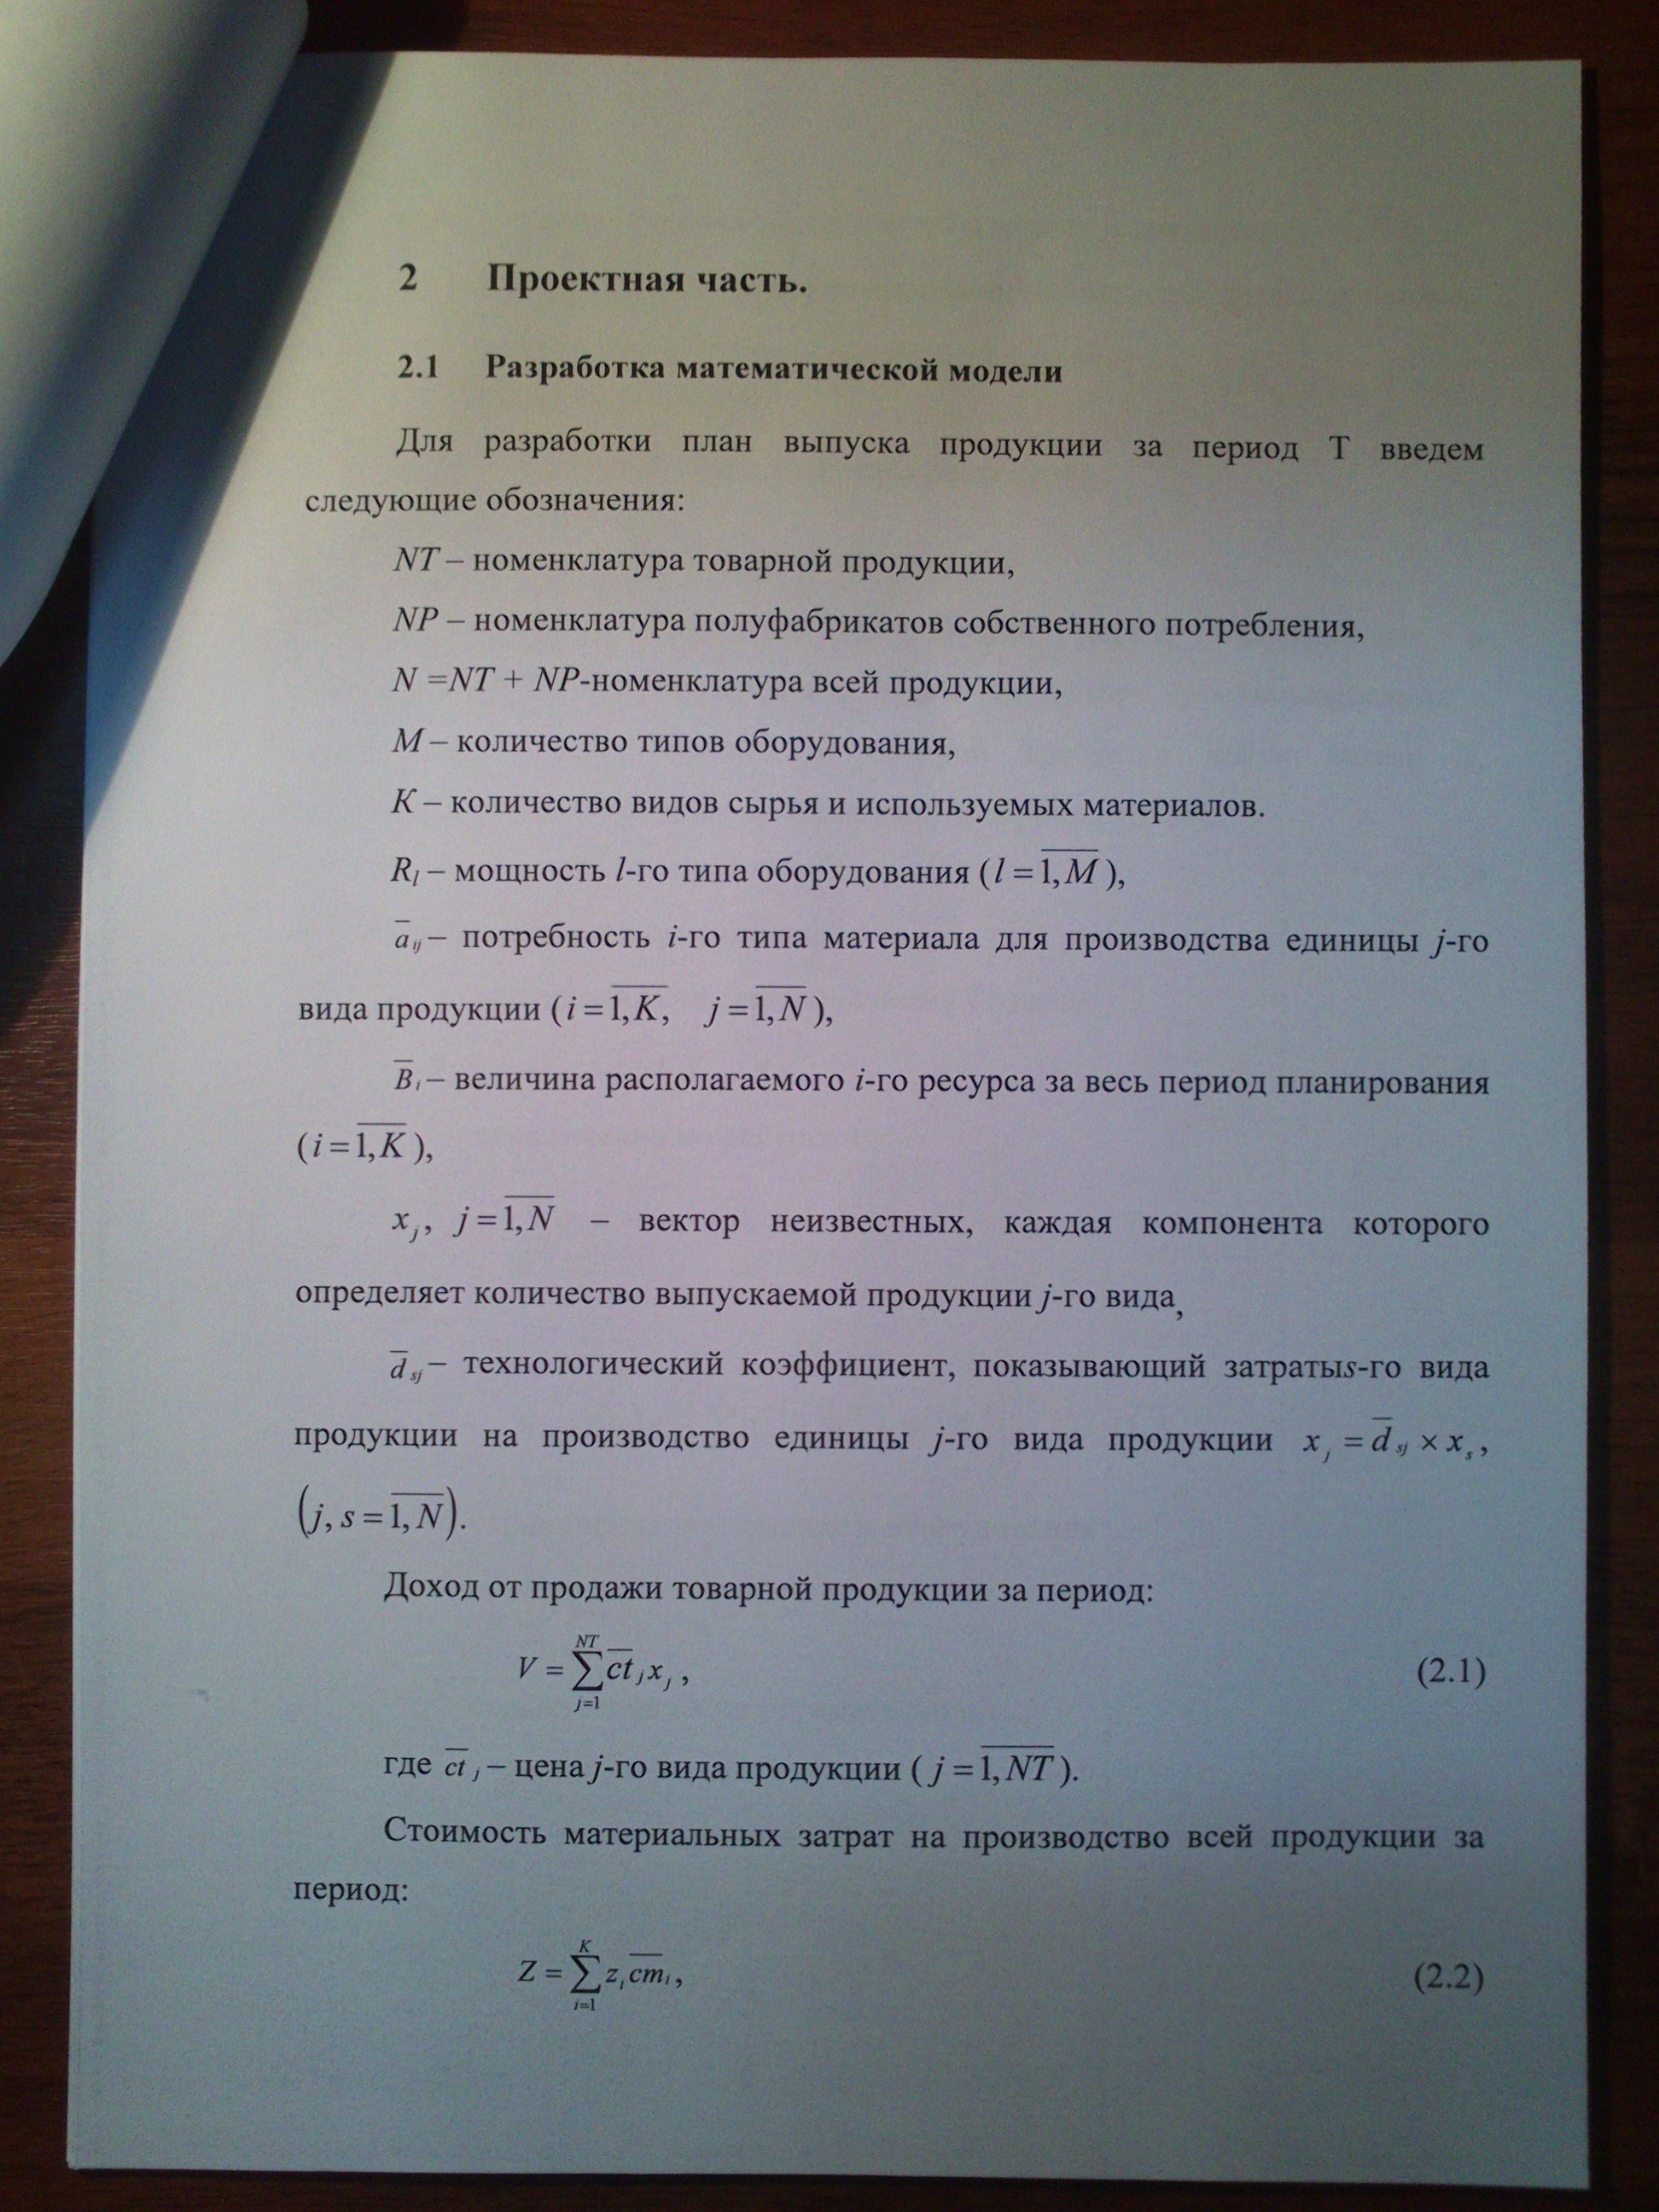 2 Проектная часть.
2.1 Разработка математической модели
Для разработки план выпуска продукции за период T введем
следующие обозначения:
NT – номенклатура товарной продукции,
NP – номенклатура полуфабрикатов собственного потребления,
N =NT + NP-номенклатура всей продукции,
M – количество типов оборудования,
K – количество видов сырья и используемых материалов.
R_l – мощность l-го типа оборудования ( l = \overline{1,M} ),
\overline{a}_{ij} – потребность i-го типа материала для производства единицы j-го
вида продукции ( i = \overline{1,K}, j = \overline{1,N} ),
\overline{B}_i – величина располагаемого i-го ресурса за весь период планирования
( i = \overline{1,K} ),
x_j, j = \overline{1,N} – вектор неизвестных, каждая компонента которого
определяет количество выпускаемой продукции j-го вида,
\overline{d}_{sj} – технологический коэффициент, показывающий затратыs-го вида
продукции на производство единицы j-го вида продукции x_j = \overline{d}_{sj} × x_s,
(j, s = \overline{1,N}).
Доход от продажи товарной продукции за период:
V = \sum_{j=1}^{NT} \overline{ct}_j x_j, (2.1)
где \overline{ct}_j – цена j-го вида продукции ( j = \overline{1,NT} ).
Стоимость материальных затрат на производство всей продукции за
период:
Z = \sum_{i=1}^{K} z_i \overline{cm}_i, (2.2)